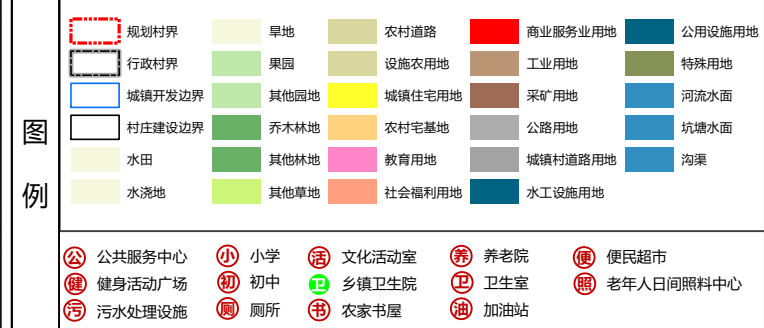 图例
规划村界 旱地 农村道路 商业服务业用地 公用设施用地
行政村界 果园 设施农用地 工业用地 特殊用地
城镇开发边界 其他园地 城镇住宅用地 采矿用地 河流水面
村庄建设边界 乔木林地 农村宅基地 公路用地 坑塘水面
水田 其他林地 教育用地 城镇村道路用地 沟渠
水浇地 其他草地 社会福利用地 水工设施用地
公 公共服务中心 小 小学 活 文化活动室 养 养老院 便 便民超市
健 健身活动广场 初 初中 卫 乡镇卫生院 卫 卫生室 照 老年人日间照料中心
污 污水处理设施 厕 厕所 书 农家书屋 油 加油站